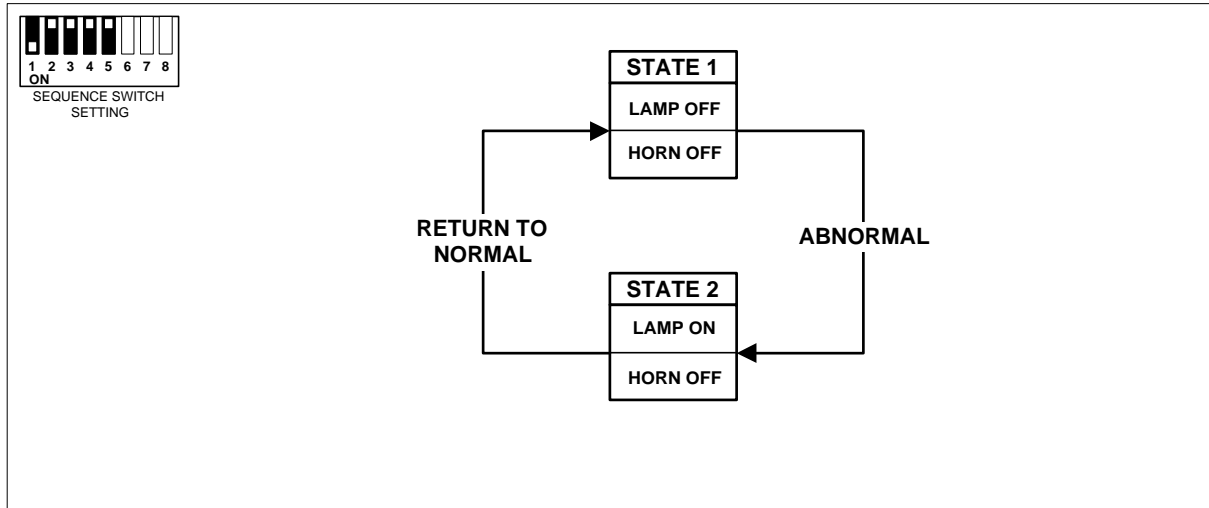 1 2 3 4 5 6 7 8
ON
SEQUENCE SWITCH
SETTING
STATE 1
LAMP OFF
HORN OFF
RETURN TO
NORMAL
ABNORMAL
STATE 2
LAMP ON
HORN OFF